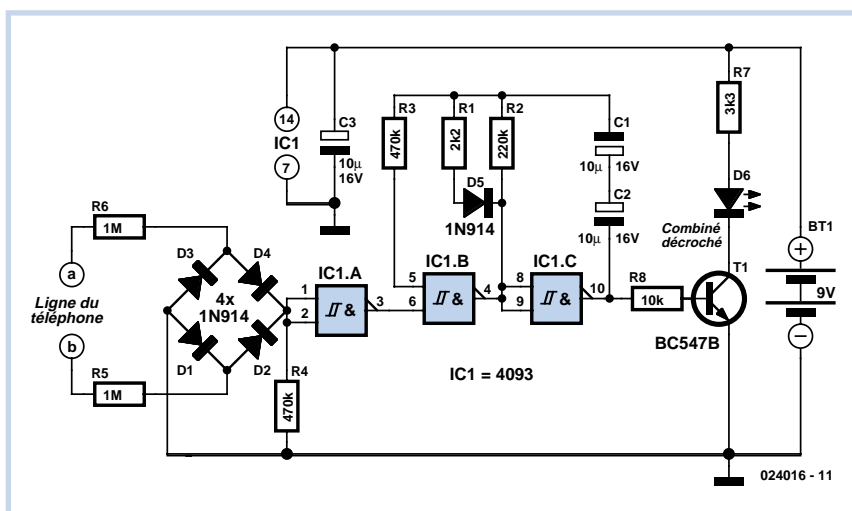 R7
3k3
R3
470k
R1
2k2
R2
220k
C1
10µ
16V
C2
10µ
16V
14
IC1
7
C3
10µ
16V
D5
1N914
D6
Combiné
décroché
BT1
9V
R6
1M
a
Ligne du
téléphone
b
R5
1M
D3
D4
4x
1N914
D1
D2
R4
470k
IC1.A
1
2
&
3
IC1.B
5
6
&
4
IC1.C
8
9
&
10
R8
10k
T1
BC547B
IC1 = 4093
024016 - 11